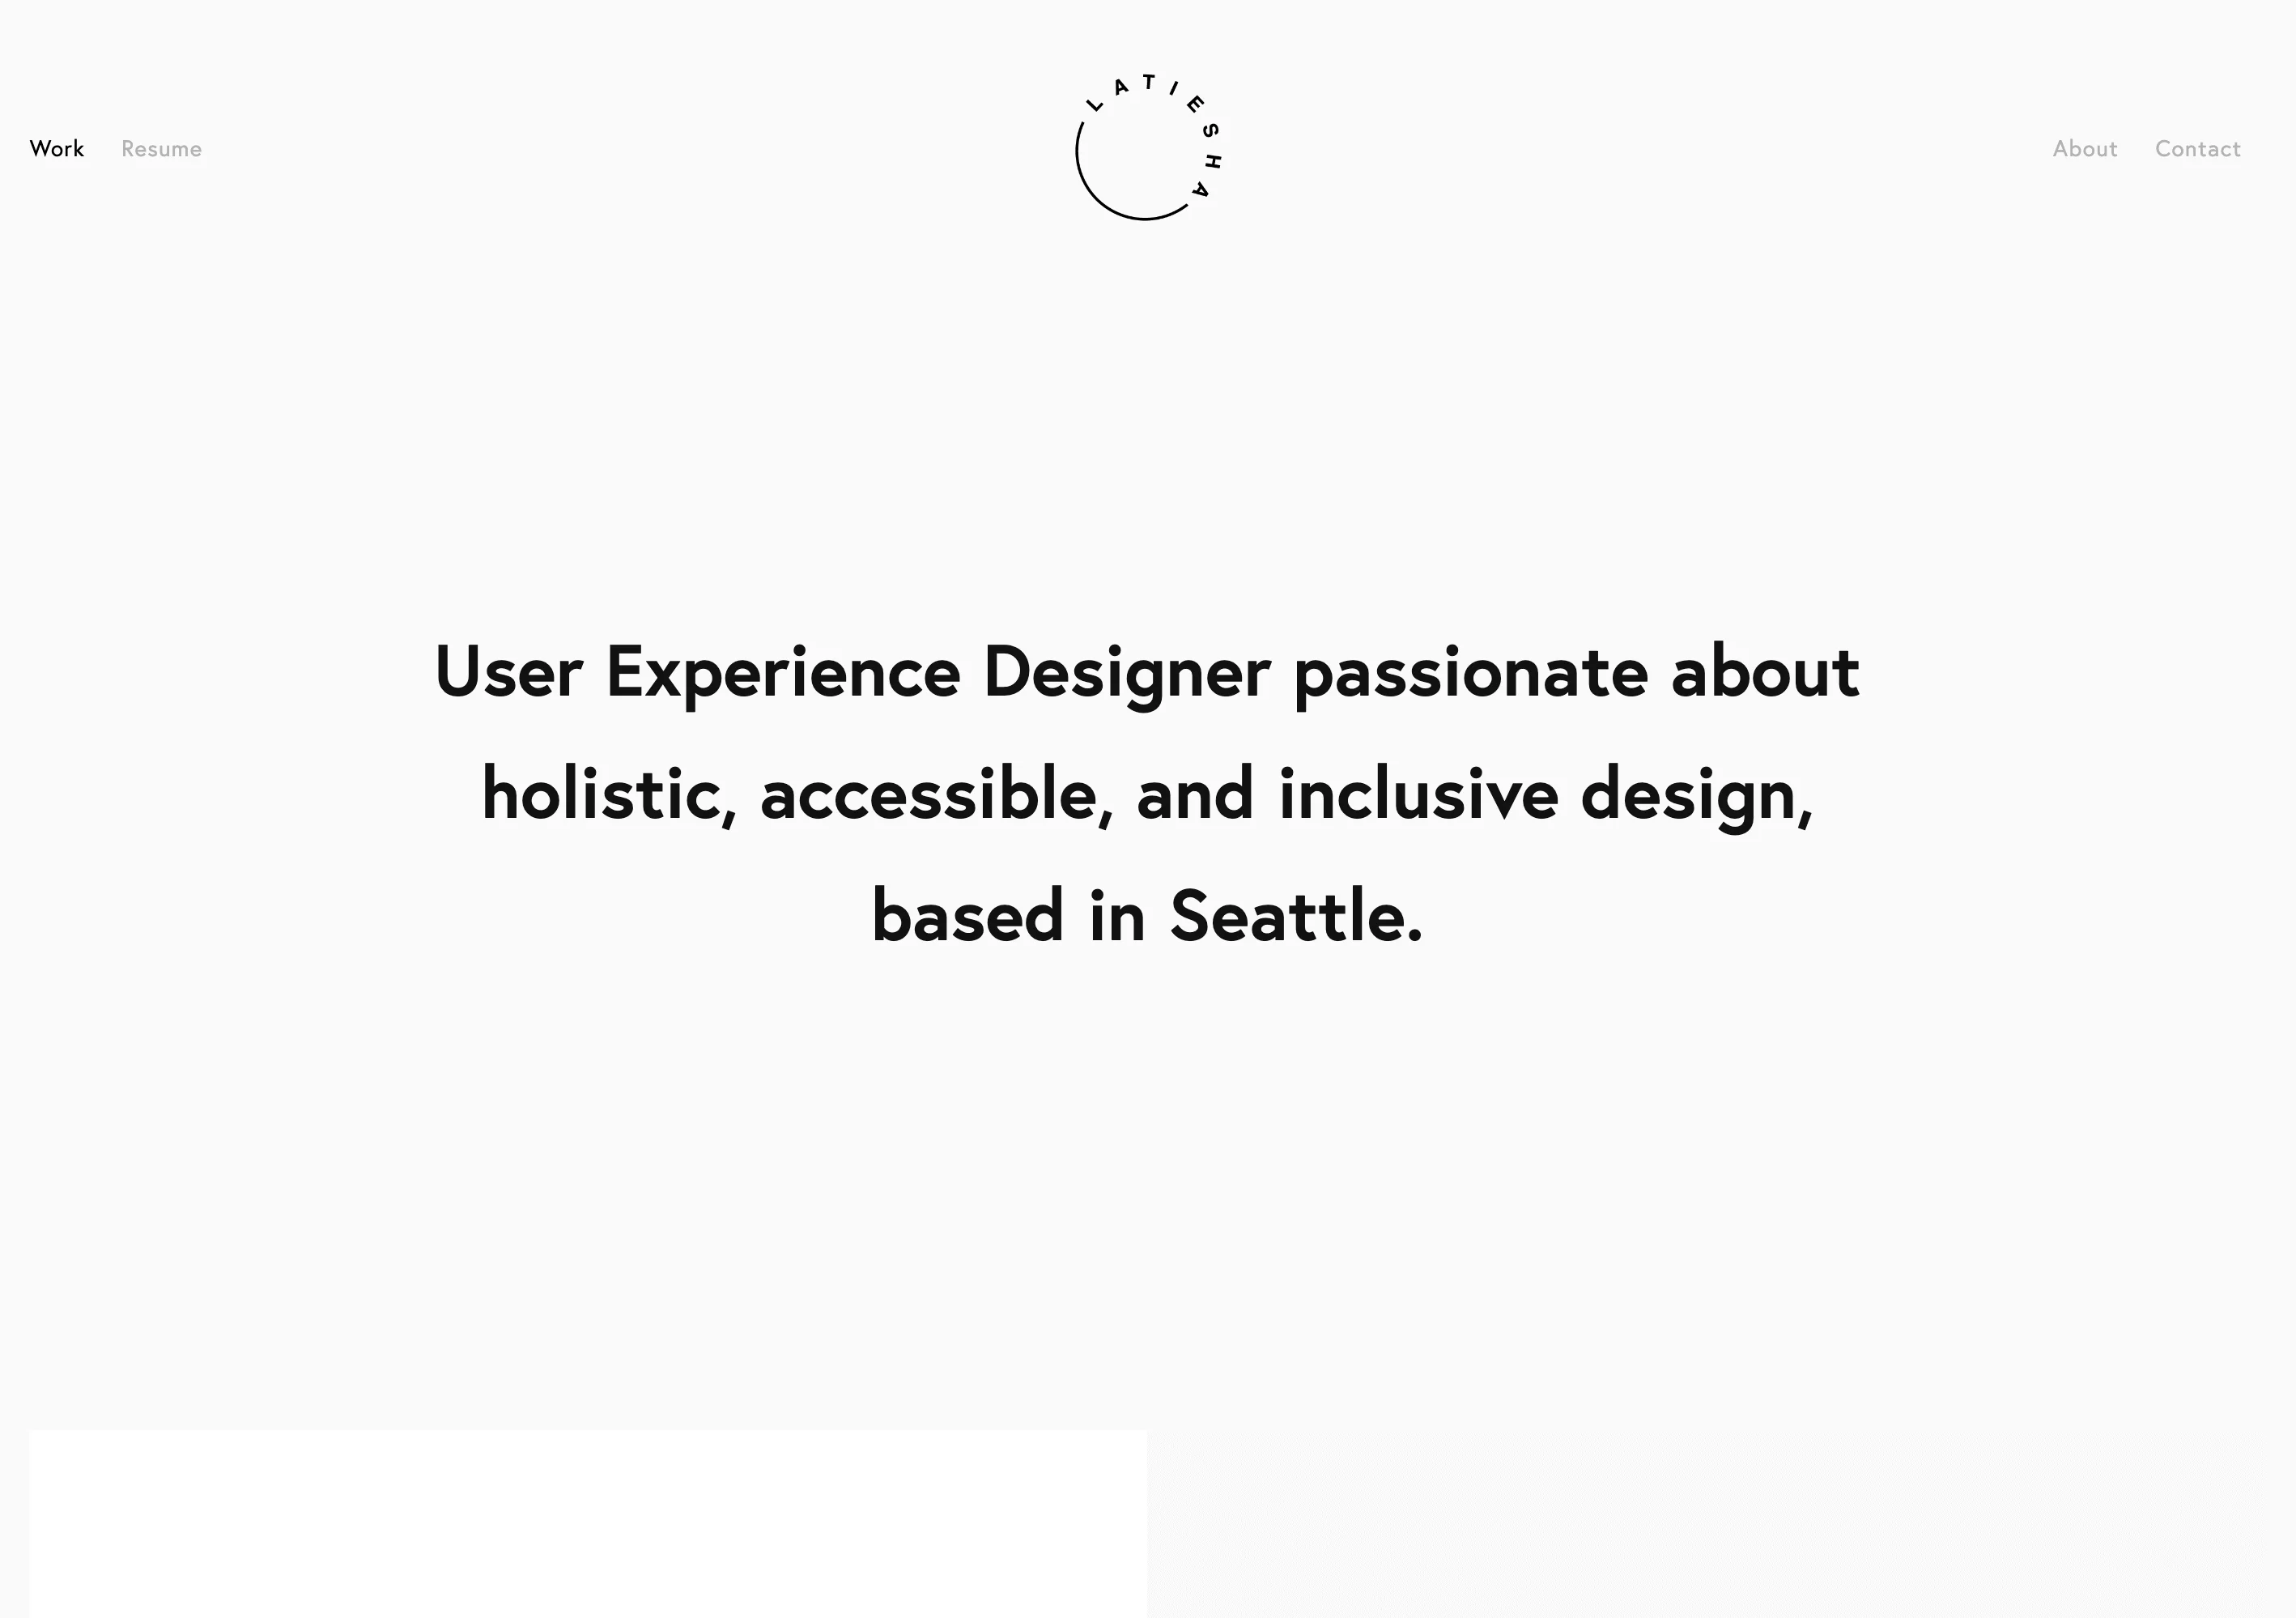 LATIESHA
Work Resume
About Contact
User Experience Designer passionate about
holistic, accessible, and inclusive design,
based in Seattle.